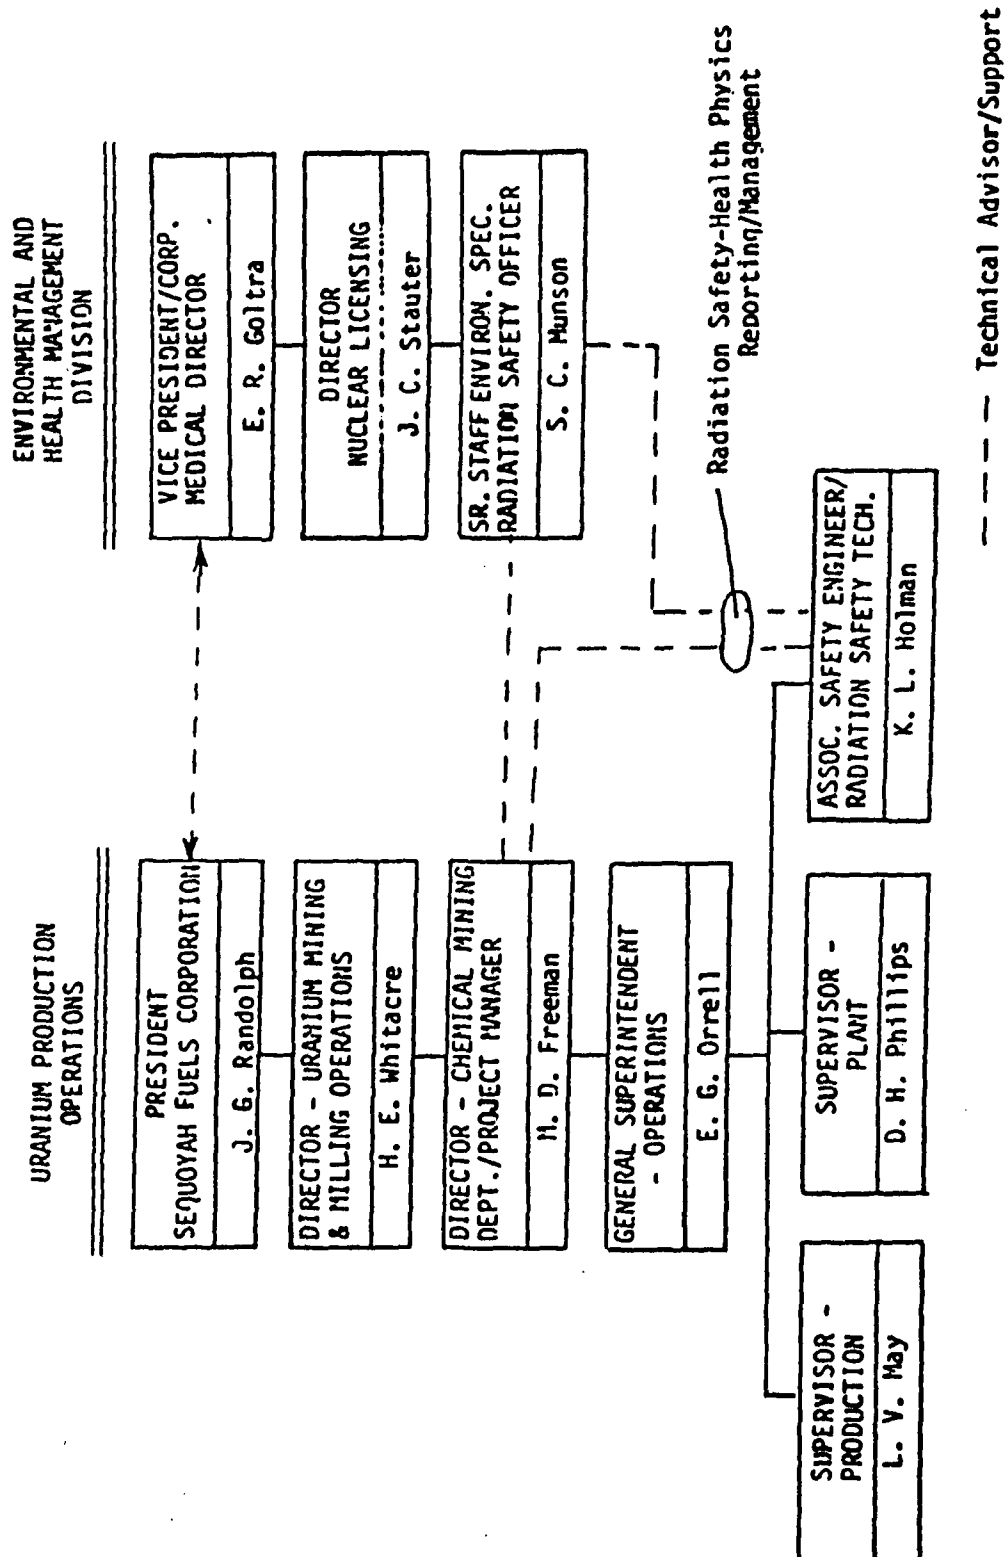 URANIUM PRODUCTION
OPERATIONS
PRESIDENT
SEQUOYAH FUELS CORPORATION
J. G. Randolph
DIRECTOR - URANIUM MINING
& MILLING OPERATIONS
H. E. Whitacre
DIRECTOR - CHEMICAL MINING
DEPT./PROJECT MANAGER
M. D. Freeman
GENERAL SUPERINTENDENT
- OPERATIONS
E. G. Orrell
SUPERVISOR -
PRODUCTION
L. V. May
SUPERVISOR -
PLANT
D. H. Phillips
ASSOC. SAFETY ENGINEER/
RADIATION SAFETY TECH.
K. L. Holman
ENVIRONMENTAL AND
HEALTH MANAGEMENT
DIVISION
VICE PRESIDENT/CORP.
MEDICAL DIRECTOR
E. R. Goltra
DIRECTOR
NUCLEAR LICENSING
J. C. Stauter
SR. STAFF ENVIRON. SPEC.
RADIATION SAFETY OFFICER
S. C. Munson
Radiation Safety-Health Physics
Reporting/Management
Technical Advisor/Support